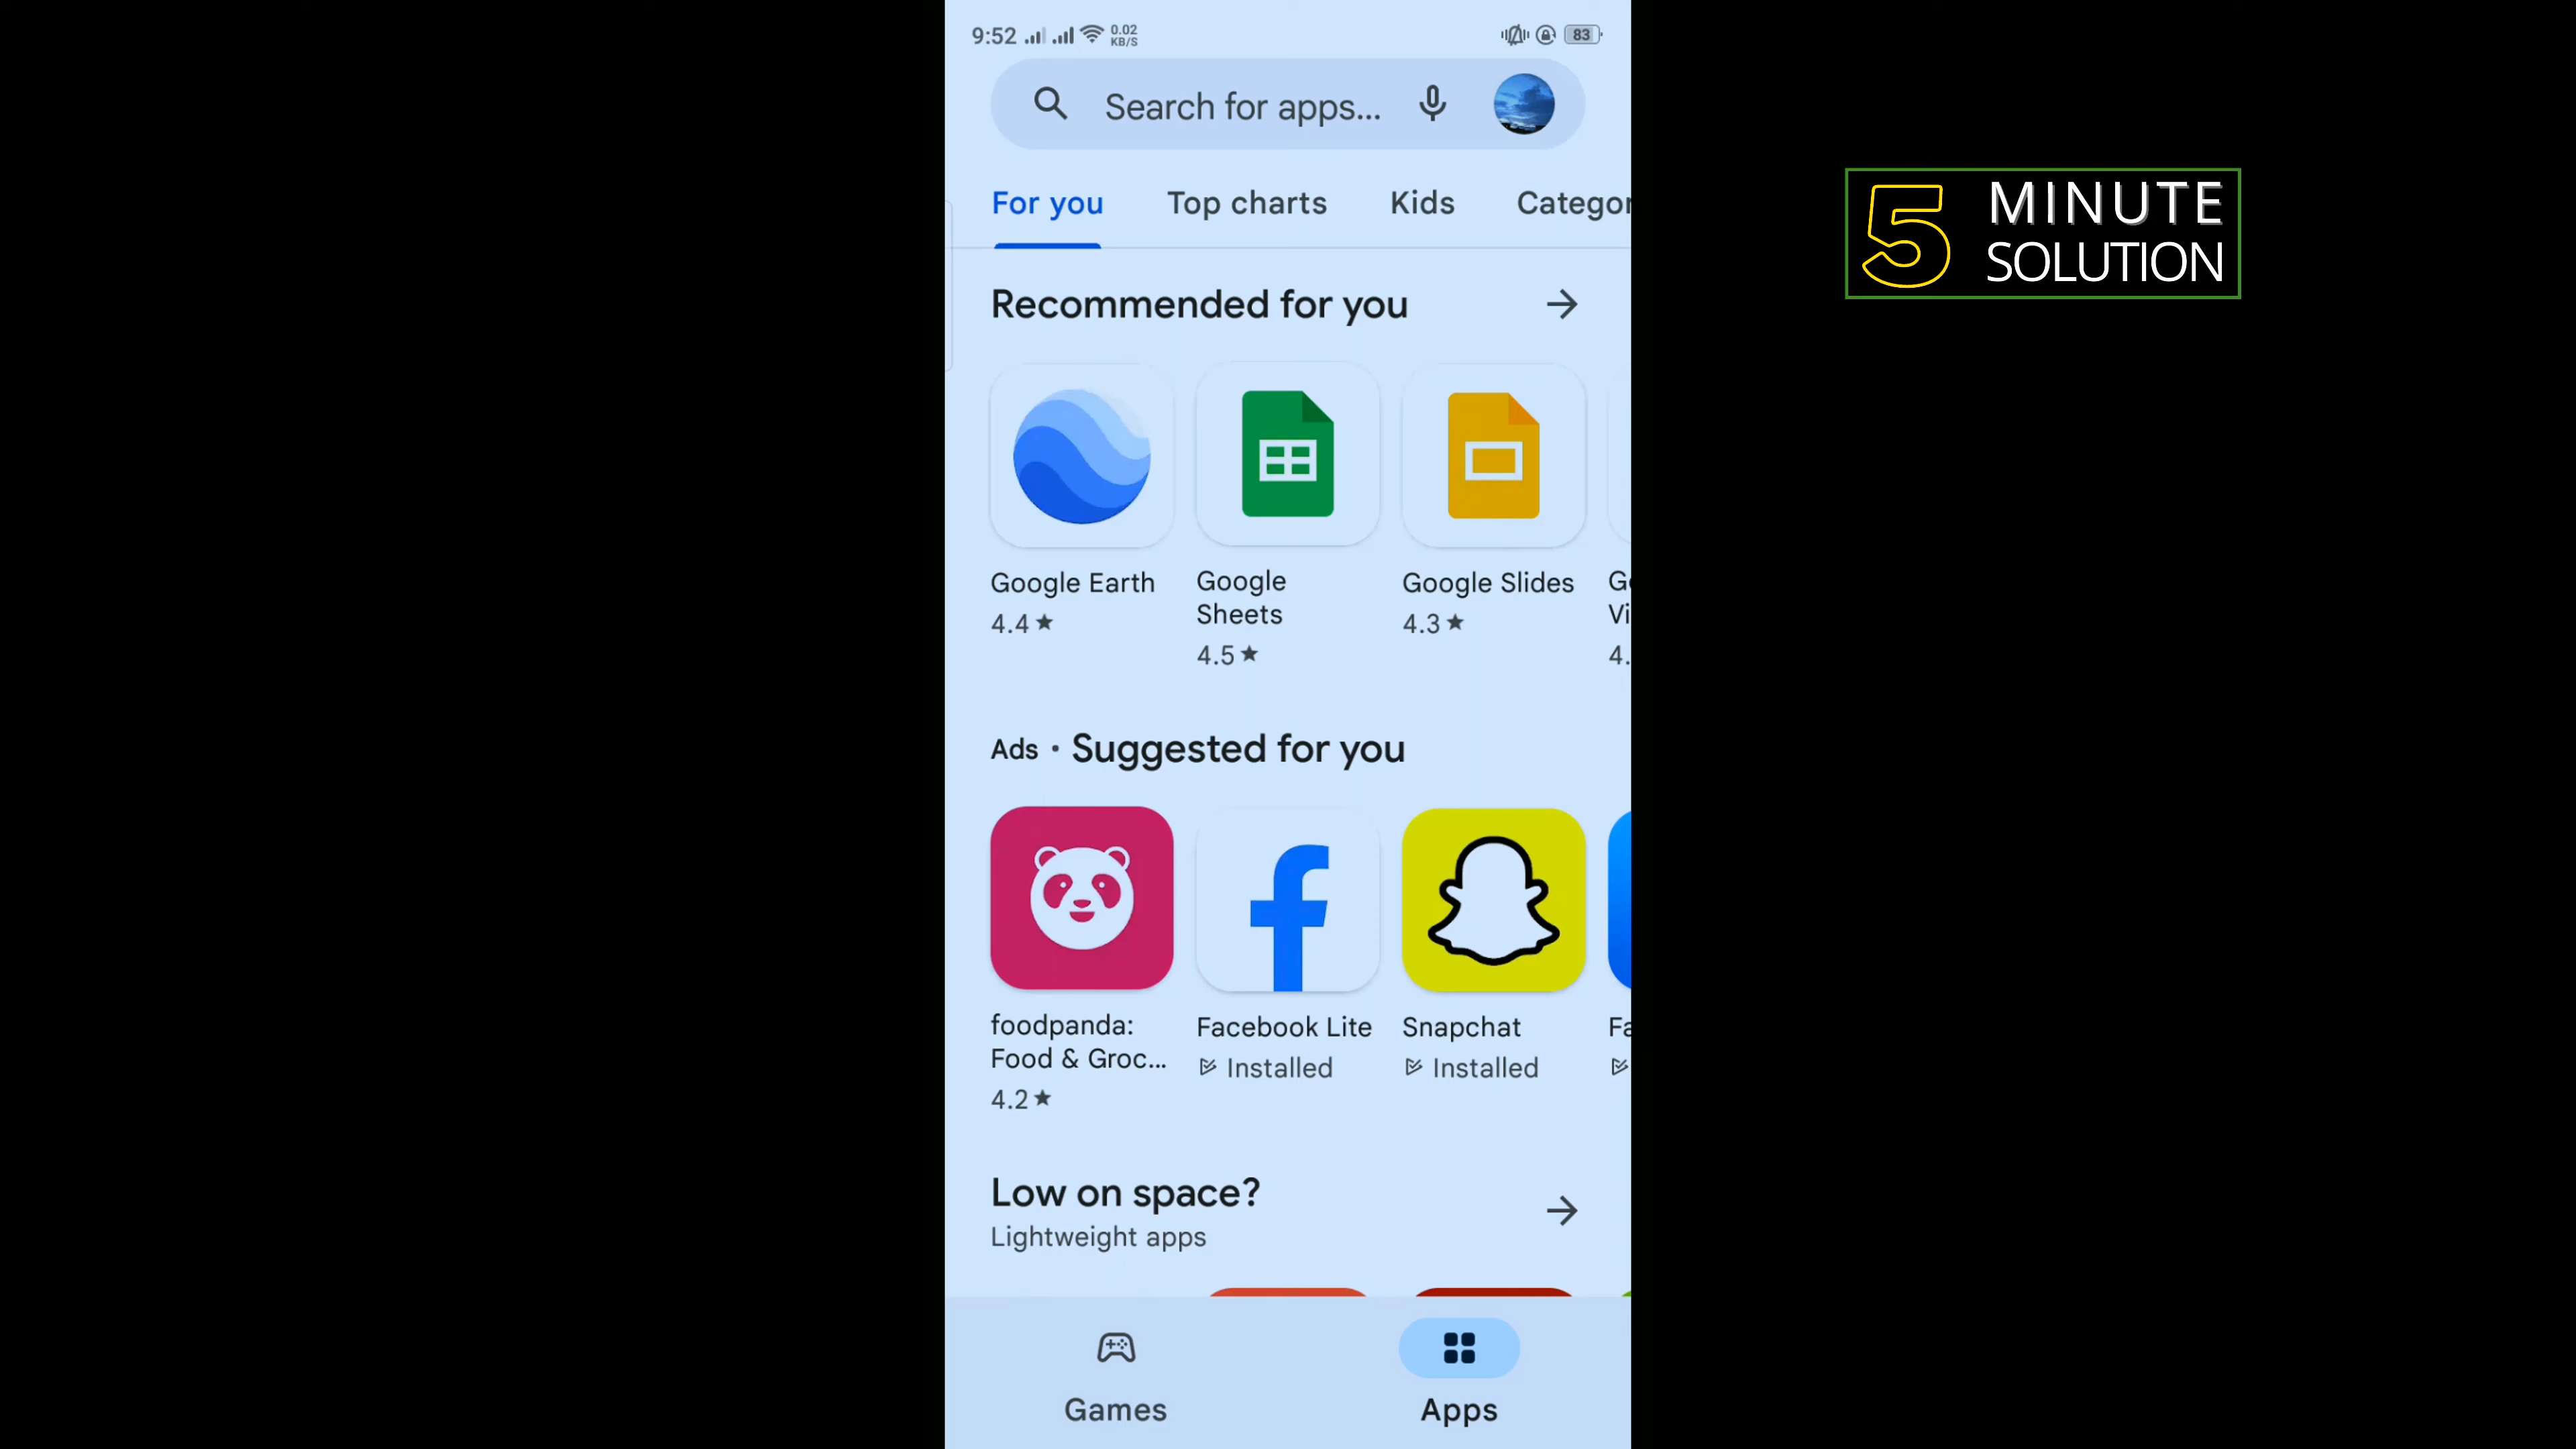 9:52 0.02 KB/S 83
Search for apps...
For you Top charts Kids Categor
Recommended for you
Google Earth
4.4★
Google Sheets
4.5★
Google Slides
4.3★
Ads • Suggested for you
foodpanda:
Food & Groc...
4.2★
Facebook Lite
Installed
Snapchat
Installed
Low on space?
Lightweight apps
Games Apps
5 MINUTE
SOLUTION